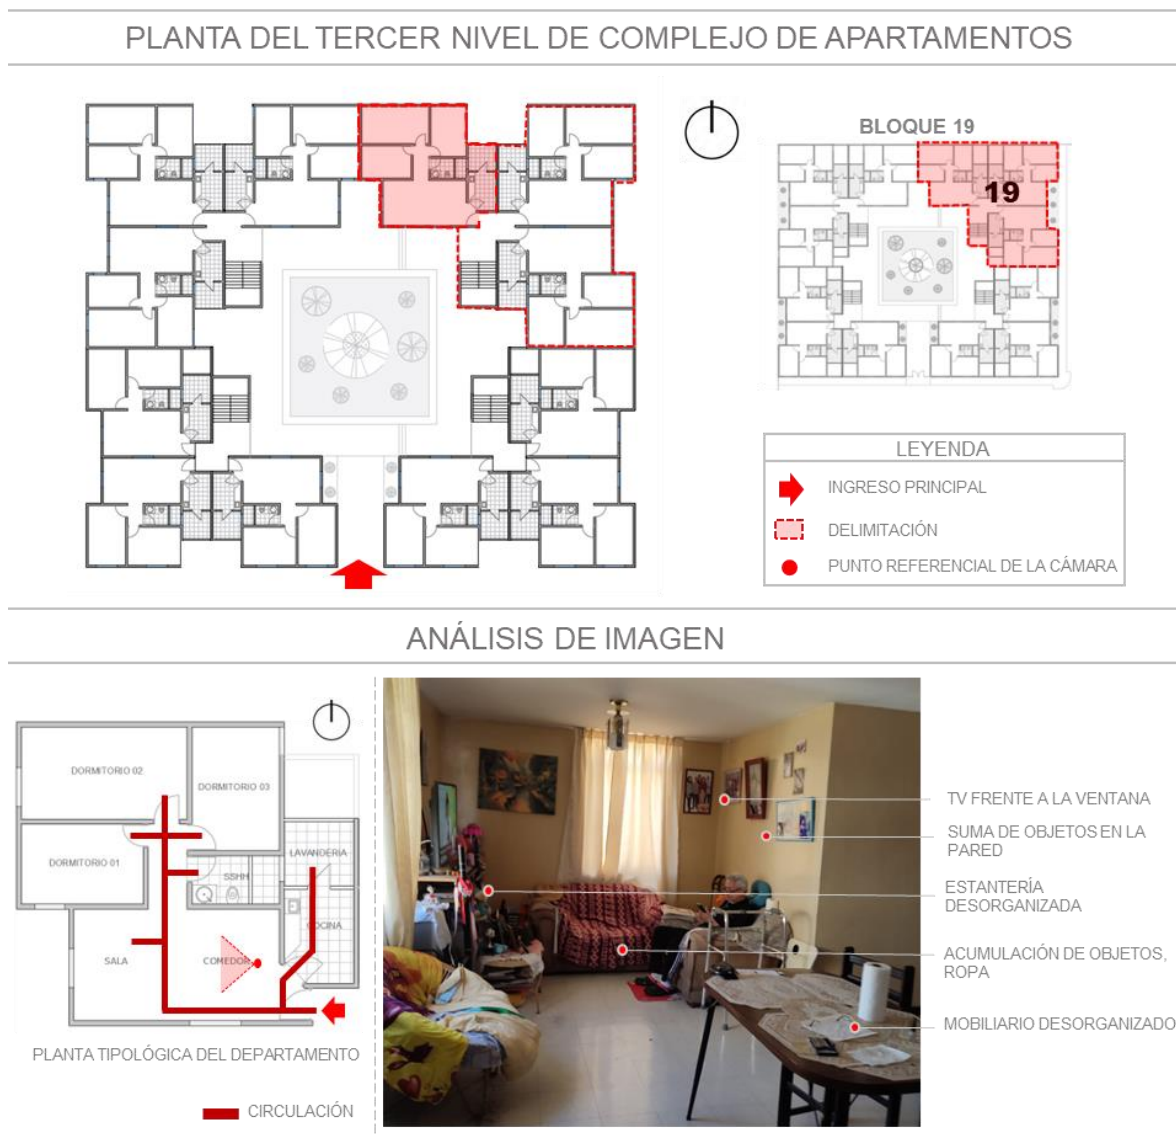 PLANTA DEL TERCER NIVEL DE COMPLEJO DE APARTAMENTOS
BLOQUE 19
19
LEYENDA
INGRESO PRINCIPAL
DELIMITACIÓN
PUNTO REFERENCIAL DE LA CÁMARA
ANÁLISIS DE IMAGEN
DORMITORIO 02
DORMITORIO 03
DORMITORIO 01
LAVANDERIA
SSHH
COCINA
SALA
COMEDOR
PLANTA TIPOLÓGICA DEL DEPARTAMENTO
CIRCULACIÓN
TV FRENTE A LA VENTANA
SUMA DE OBJETOS EN LA
PARED
ESTANTERÍA
DESORGANIZADA
ACUMULACIÓN DE OBJETOS,
ROPA
MOBILIARIO DESORGANIZADO